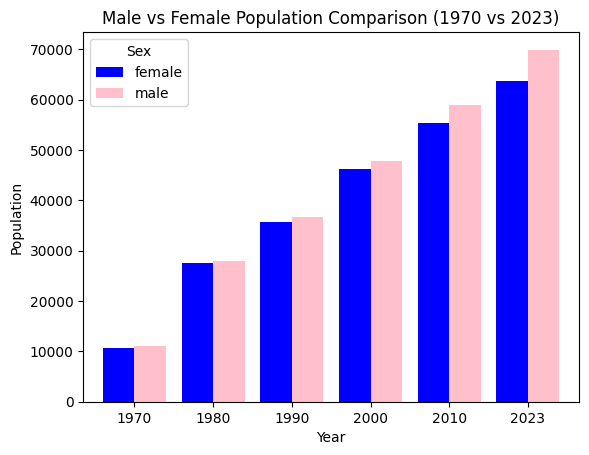 Male vs Female Population Comparison (1970 vs 2023)
Sex
female
male
70000
60000
50000
40000
30000
20000
10000
0
Population
1970 1980 1990 2000 2010 2023
Year